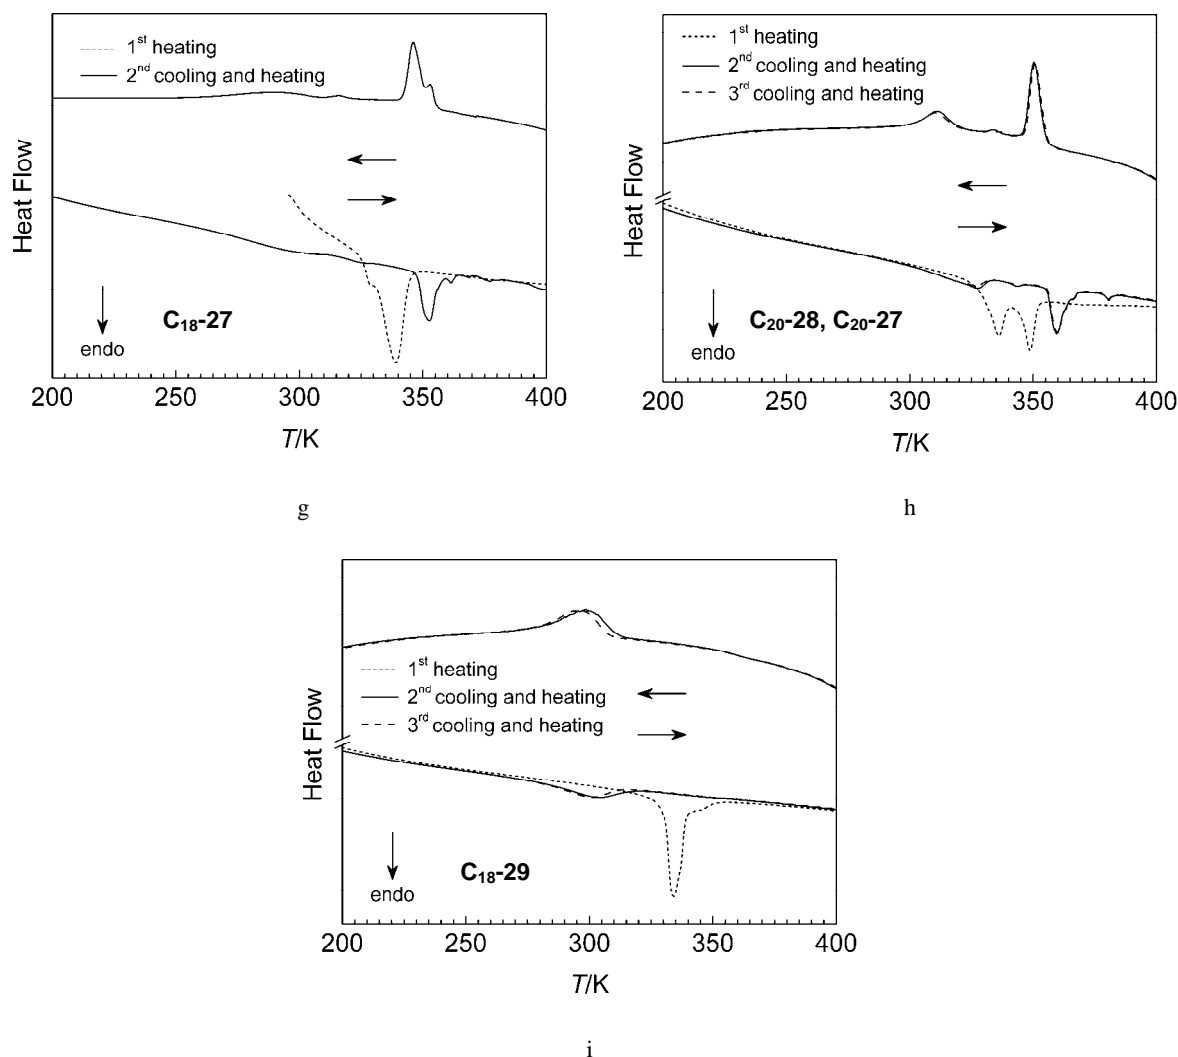 1st heating
2nd cooling and heating
Heat Flow
C18-27
endo
200 250 300 350 400
T/K
g
1st heating
2nd cooling and heating
3rd cooling and heating
Heat Flow
C20-28, C20-27
endo
200 250 300 350 400
T/K
h
1st heating
2nd cooling and heating
3rd cooling and heating
Heat Flow
C18-29
endo
200 250 300 350 400
T/K
i